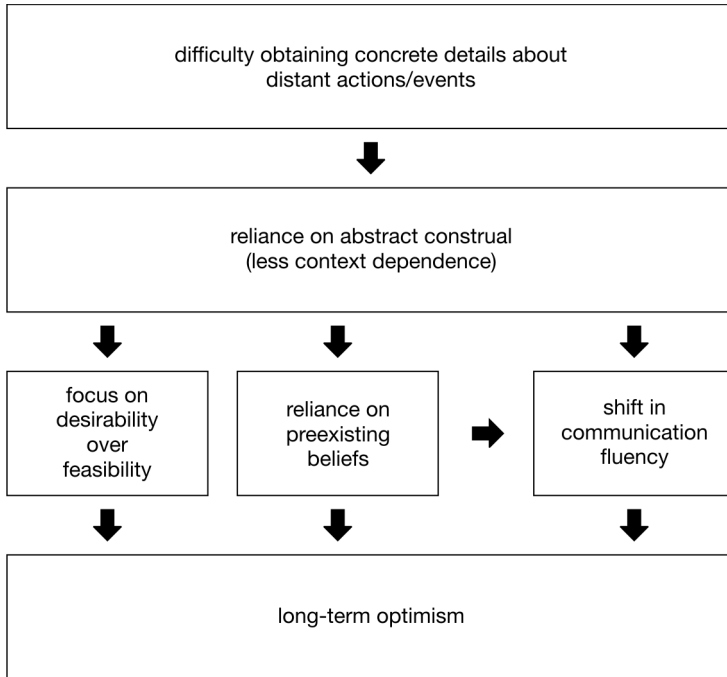 difficulty obtaining concrete details about
distant actions/events
reliance on abstract construal
(less context dependence)
focus on
desirability
over
feasibility
reliance on
preexisting
beliefs
shift in
communication
fluency
long-term optimism